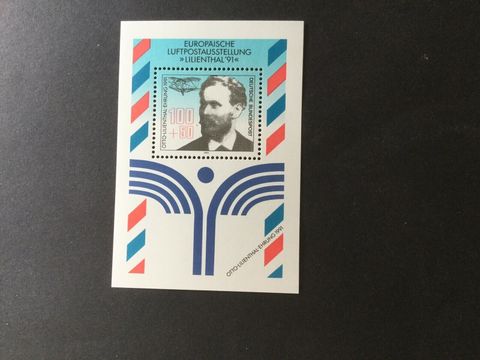 EUROPÄISCHE
LUFTPOSTAUSSTELLUNG
»LILIENTHAL '91«
OTTO-LILIENTHAL-EHRUNG 1991
100
+50
DEUTSCHE BUNDESPOST
OTTO-LILIENTHAL-EHRUNG 1991